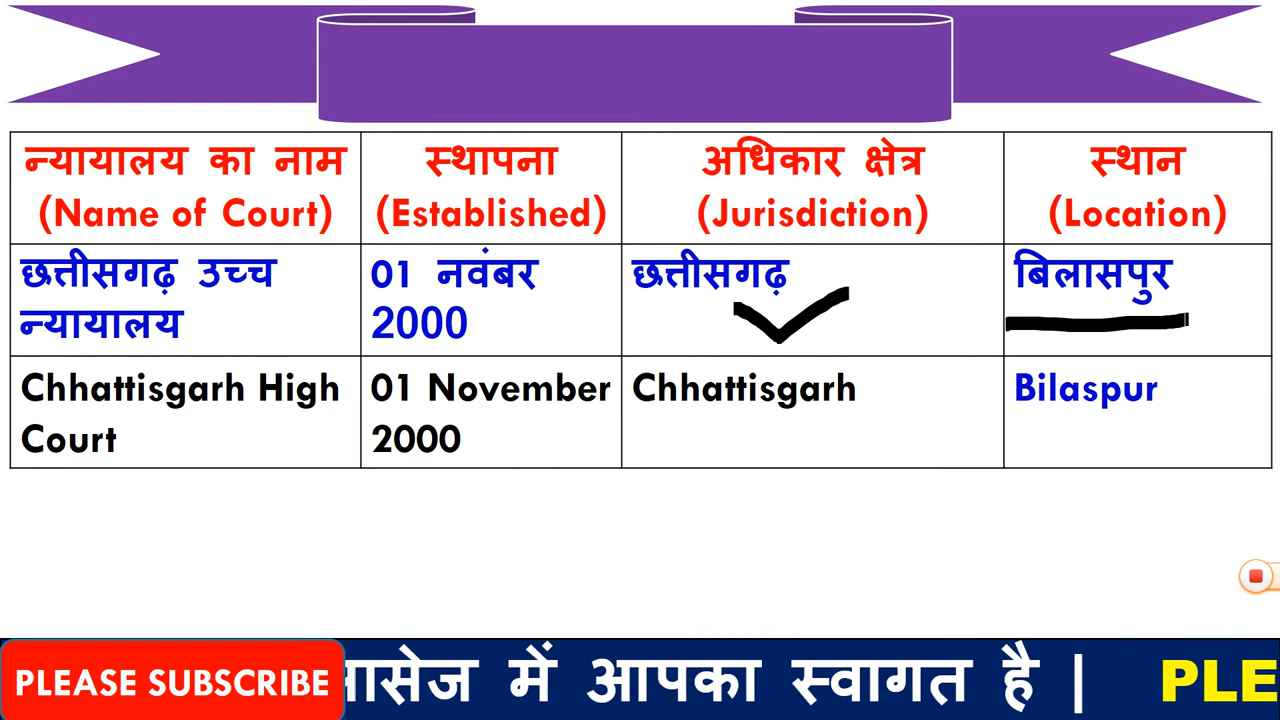 न्यायालय का नाम
(Name of Court)
स्थापना
(Established)
अधिकार क्षेत्र
(Jurisdiction)
स्थान
(Location)
छत्तीसगढ़ उच्च
न्यायालय
01 नवंबर
2000
छत्तीसगढ़
बिलासपुर
Chhattisgarh High
Court
01 November
2000
Chhattisgarh
Bilaspur
PLEASE SUBSCRIBE
में आपका स्वागत है |